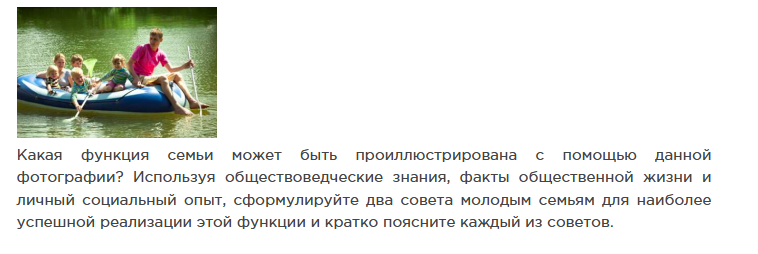 Какая функция семьи может быть проиллюстрирована с помощью данной
фотографии? Используя обществоведческие знания, факты общественной жизни и
личный социальный опыт, сформулируйте два совета молодым семьям для наиболее
успешной реализации этой функции и кратко поясните каждый из советов.